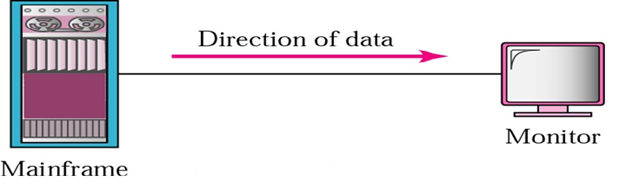 Direction of data
Monitor
Mainframe